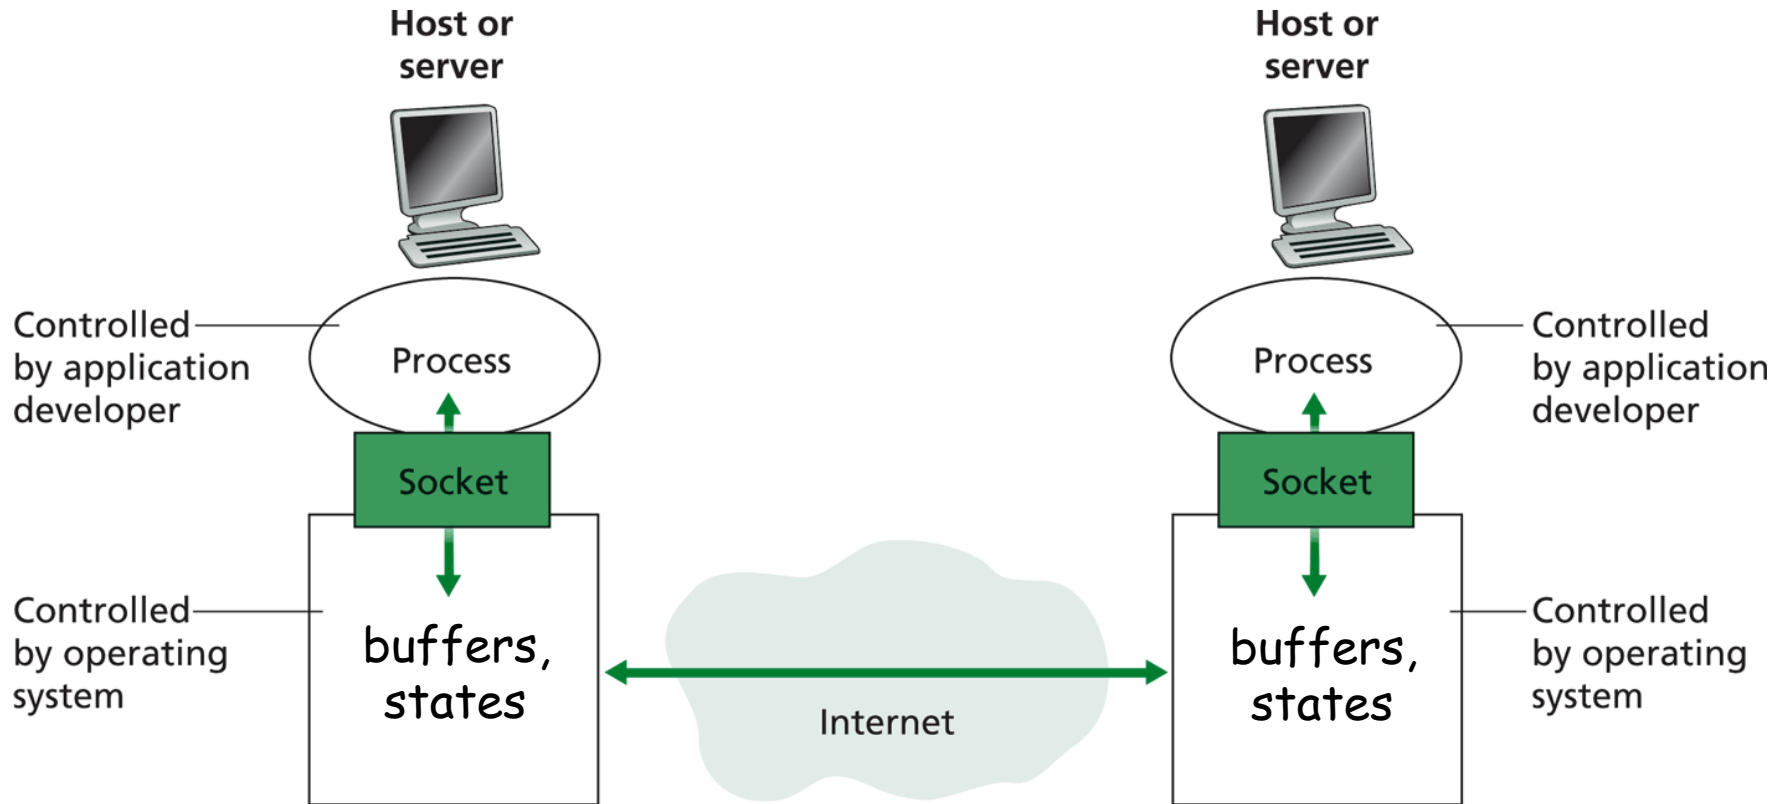 Host or
server
Host or
server
Controlled
by application
developer
Process
Process
Controlled
by application
developer
Socket
Socket
Controlled
by operating
system
buffers,
states
Internet
buffers,
states
Controlled
by operating
system